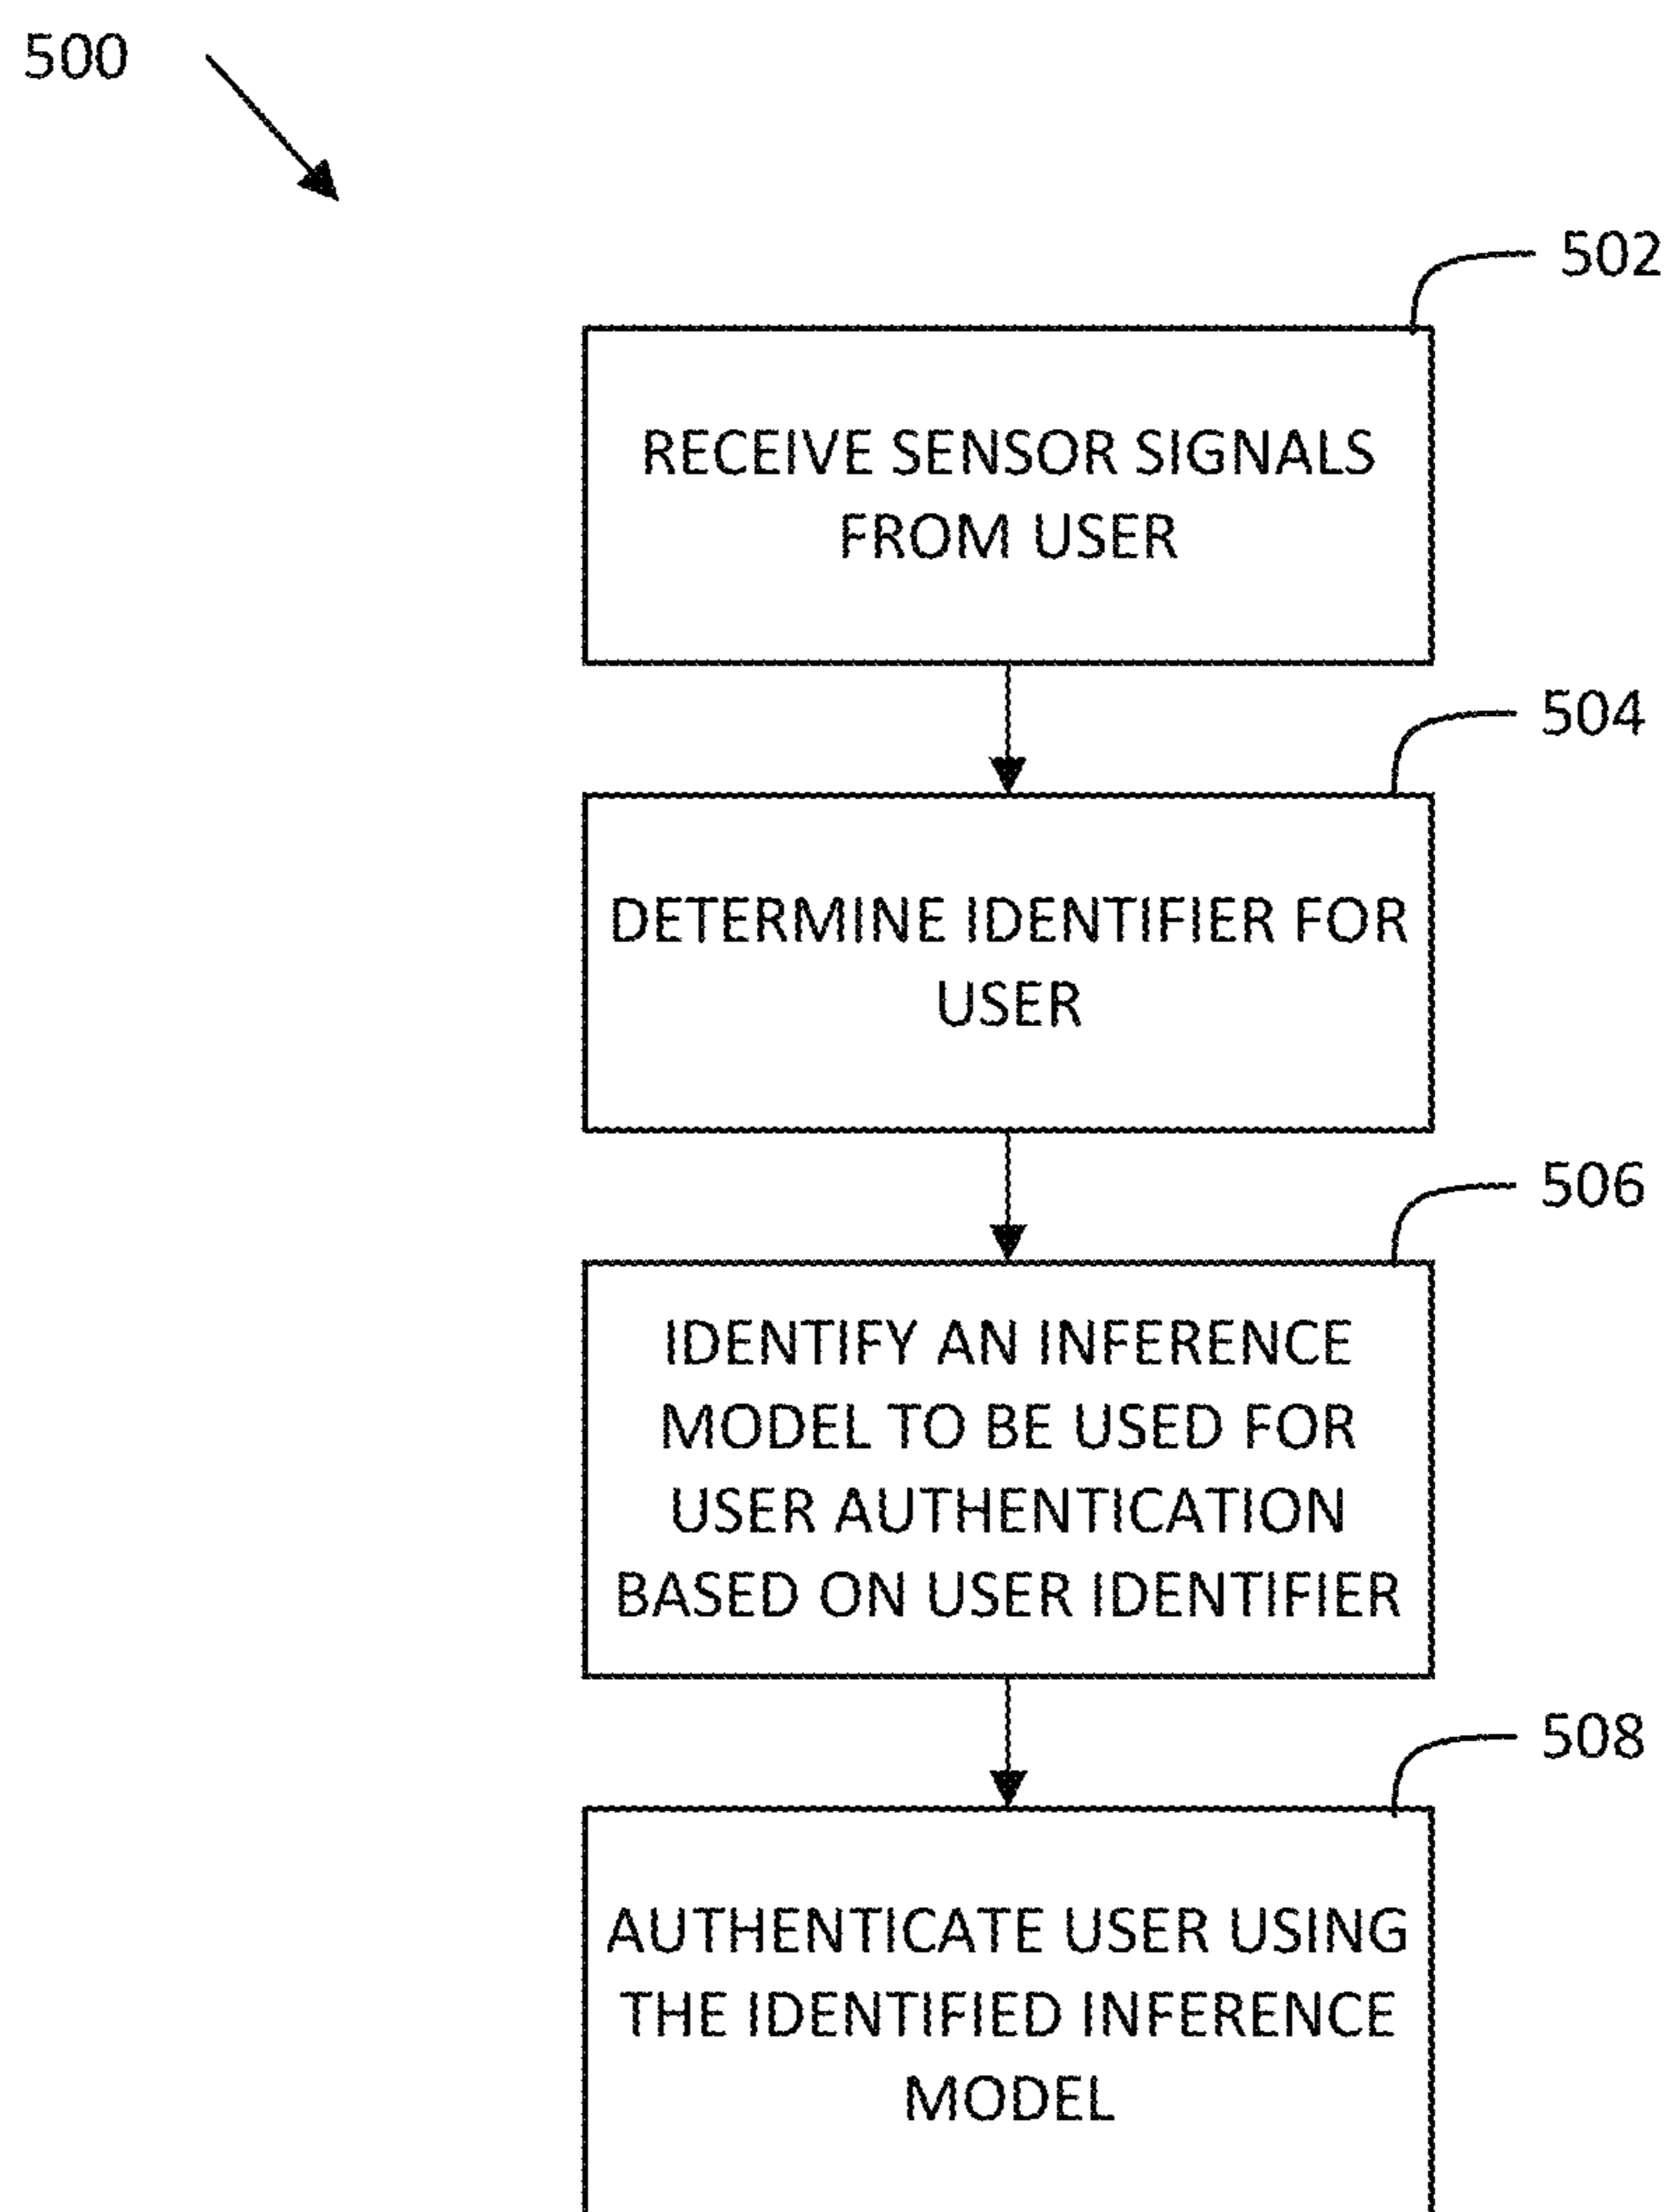 500
502
RECEIVE SENSOR SIGNALS
FROM USER
504
DETERMINE IDENTIFIER FOR
USER
506
IDENTIFY AN INFERENCE
MODEL TO BE USED FOR
USER AUTHENTICATION
BASED ON USER IDENTIFIER
508
AUTHENTICATE USER USING
THE IDENTIFIED INFERENCE
MODEL